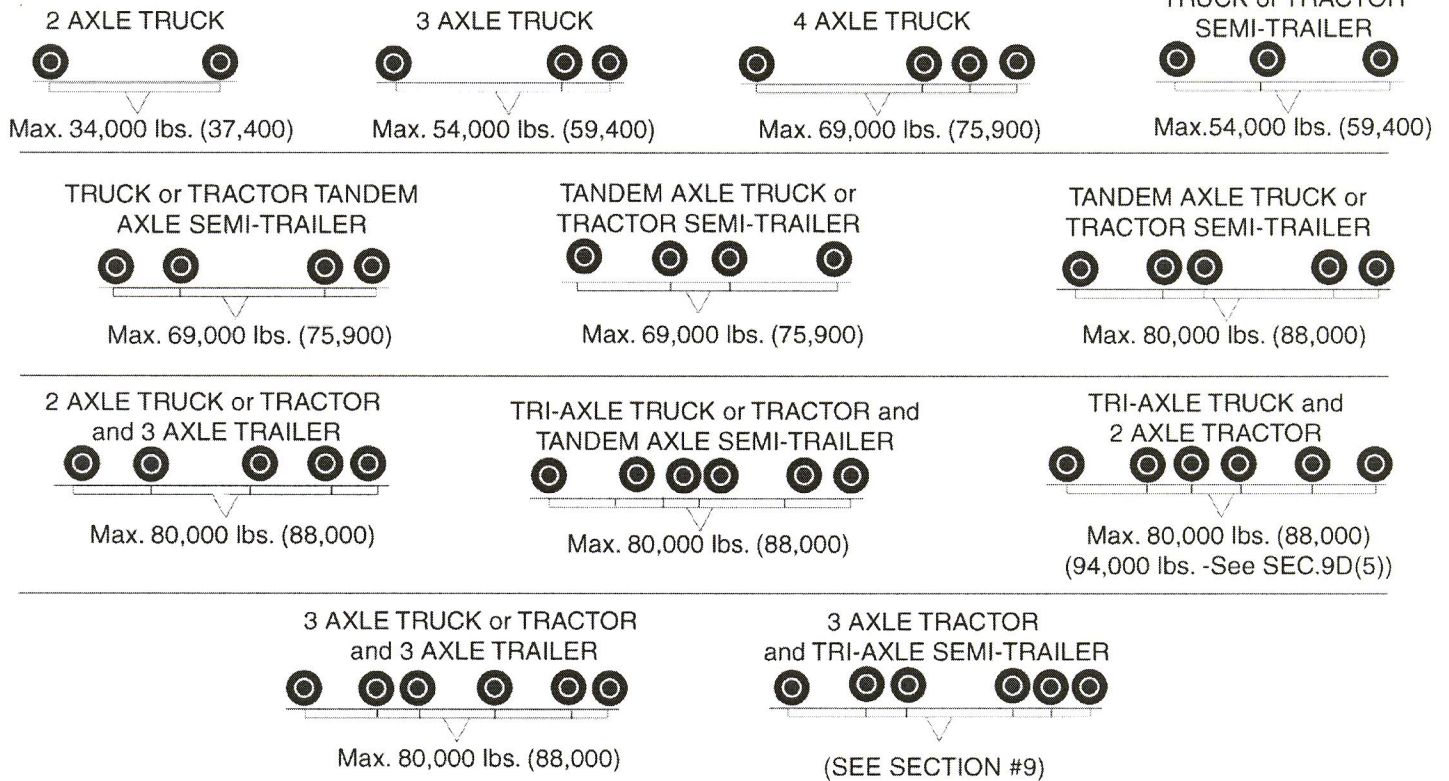 2 AXLE TRUCK
Max. 34,000 lbs. (37,400)
3 AXLE TRUCK
Max. 54,000 lbs. (59,400)
4 AXLE TRUCK
Max. 69,000 lbs. (75,900)
TRUCK or TRACTOR
SEMI-TRAILER
Max.54,000 lbs. (59,400)
TRUCK or TRACTOR TANDEM
AXLE SEMI-TRAILER
Max. 69,000 lbs. (75,900)
TANDEM AXLE TRUCK or
TRACTOR SEMI-TRAILER
Max. 69,000 lbs. (75,900)
TANDEM AXLE TRUCK or
TRACTOR SEMI-TRAILER
Max. 80,000 lbs. (88,000)
2 AXLE TRUCK or TRACTOR
and 3 AXLE TRAILER
Max. 80,000 lbs. (88,000)
TRI-AXLE TRUCK or TRACTOR and
TANDEM AXLE SEMI-TRAILER
Max. 80,000 lbs. (88,000)
TRI-AXLE TRUCK and
2 AXLE TRACTOR
Max. 80,000 lbs. (88,000)
(94,000 lbs. -See SEC.9D(5))
3 AXLE TRUCK or TRACTOR
and 3 AXLE TRAILER
Max. 80,000 lbs. (88,000)
3 AXLE TRACTOR
and TRI-AXLE SEMI-TRAILER
(SEE SECTION #9)